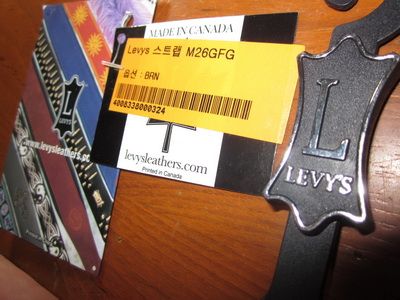 MADE IN CANADA
Levys 스트랩 M26GFG
옵션 : BRN
4008338000324
levysleathers.com
Printed in Canada
L
LEVY'S
www.levysleathers.cc
L
LEVY'S